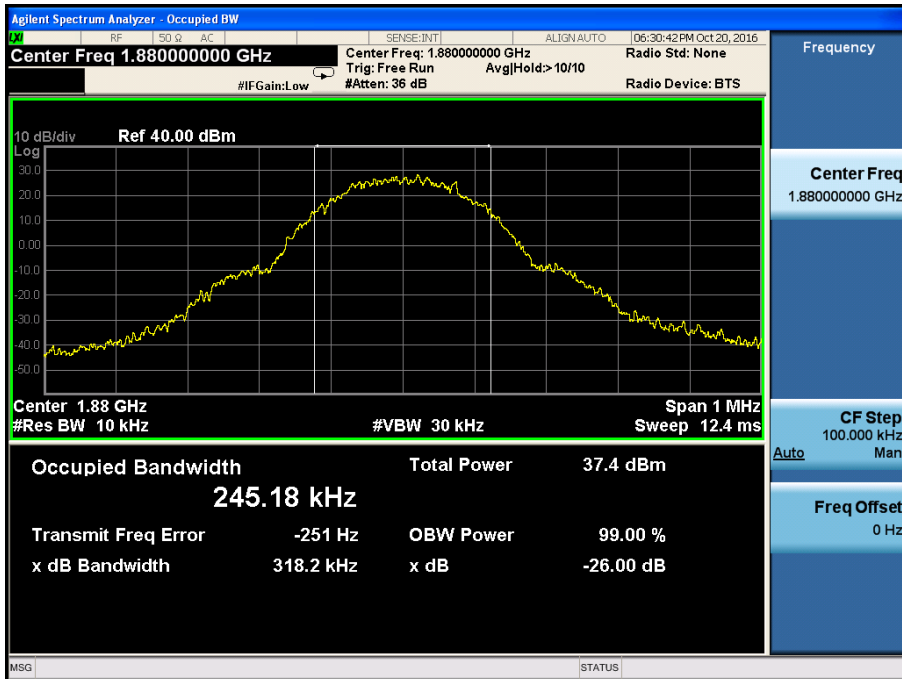 Agilent Spectrum Analyzer - Occupied BW
LXI RF 50 Ω AC SENSE:INT ALIGN AUTO 06:30:42 PM Oct 20, 2016
Center Freq 1.880000000 GHz
Center Freq: 1.880000000 GHz
Radio Std: None
Trig: Free Run Avg|Hold:> 10/10
#IFGain:Low
#Atten: 36 dB
Radio Device: BTS
Frequency
10 dB/div Ref 40.00 dBm
Log
30.0
20.0
10.0
0.00
-10.0
-20.0
-30.0
-40.0
-50.0
Center 1.88 GHz Span 1 MHz
#Res BW 10 kHz #VBW 30 kHz Sweep 12.4 ms
Occupied Bandwidth
245.18 kHz
Total Power 37.4 dBm
Transmit Freq Error -251 Hz OBW Power 99.00 %
x dB Bandwidth 318.2 kHz x dB -26.00 dB
Center Freq
1.880000000 GHz
CF Step
100.000 kHz
Auto Man
Freq Offset
0 Hz
MSG STATUS